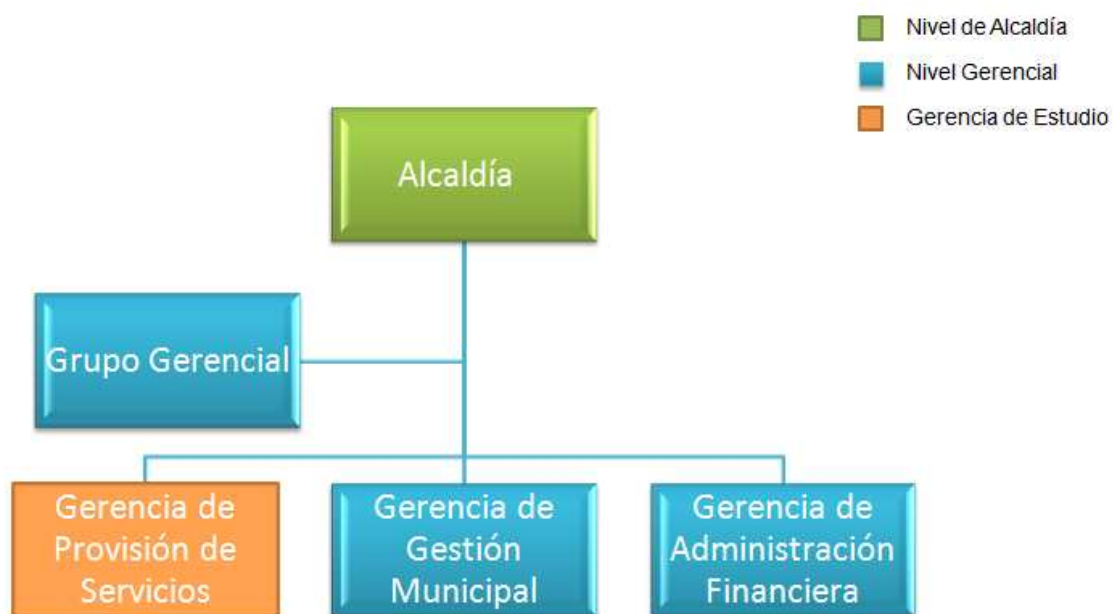 Nivel de Alcaldía
Nivel Gerencial
Gerencia de Estudio
Alcaldía
Grupo Gerencial
Gerencia de
Provisión de
Servicios
Gerencia de
Gestión
Municipal
Gerencia de
Administración
Financiera